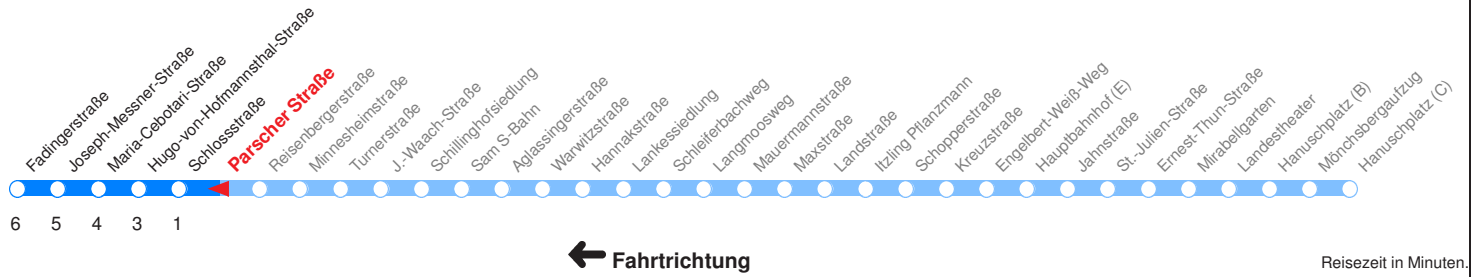 Fadingerstraße
Joseph-Messner-Straße
Maria-Cebotari-Straße
Hugo-von-Hofmannsthal-Straße
Schlossstraße
Parscher Straße
Reisenbergerstraße
Minnesheimstraße
Turnerstraße
J.-Waach-Straße
Schillinghofsiedlung
Sam S-Bahn
Aglassingerstraße
Warwitzstraße
Hannakstraße
Lankessiedlung
Schleiferbachweg
Langmoosweg
Mauermannstraße
Maxstraße
Landstraße
Itzling Pflanzmann
Schopperstraße
Kreuzstraße
Engelbert-Weiß-Weg
Hauptbahnhof (E)
Jahnstraße
St.-Julien-Straße
Ernest-Thun-Straße
Mirabellgarten
Landestheater
Hanuschplatz (B)
Mönchsbergaufzug
Hanuschplatz (C)
6 5 4 3 1
Fahrtrichtung
Reisezeit in Minuten.